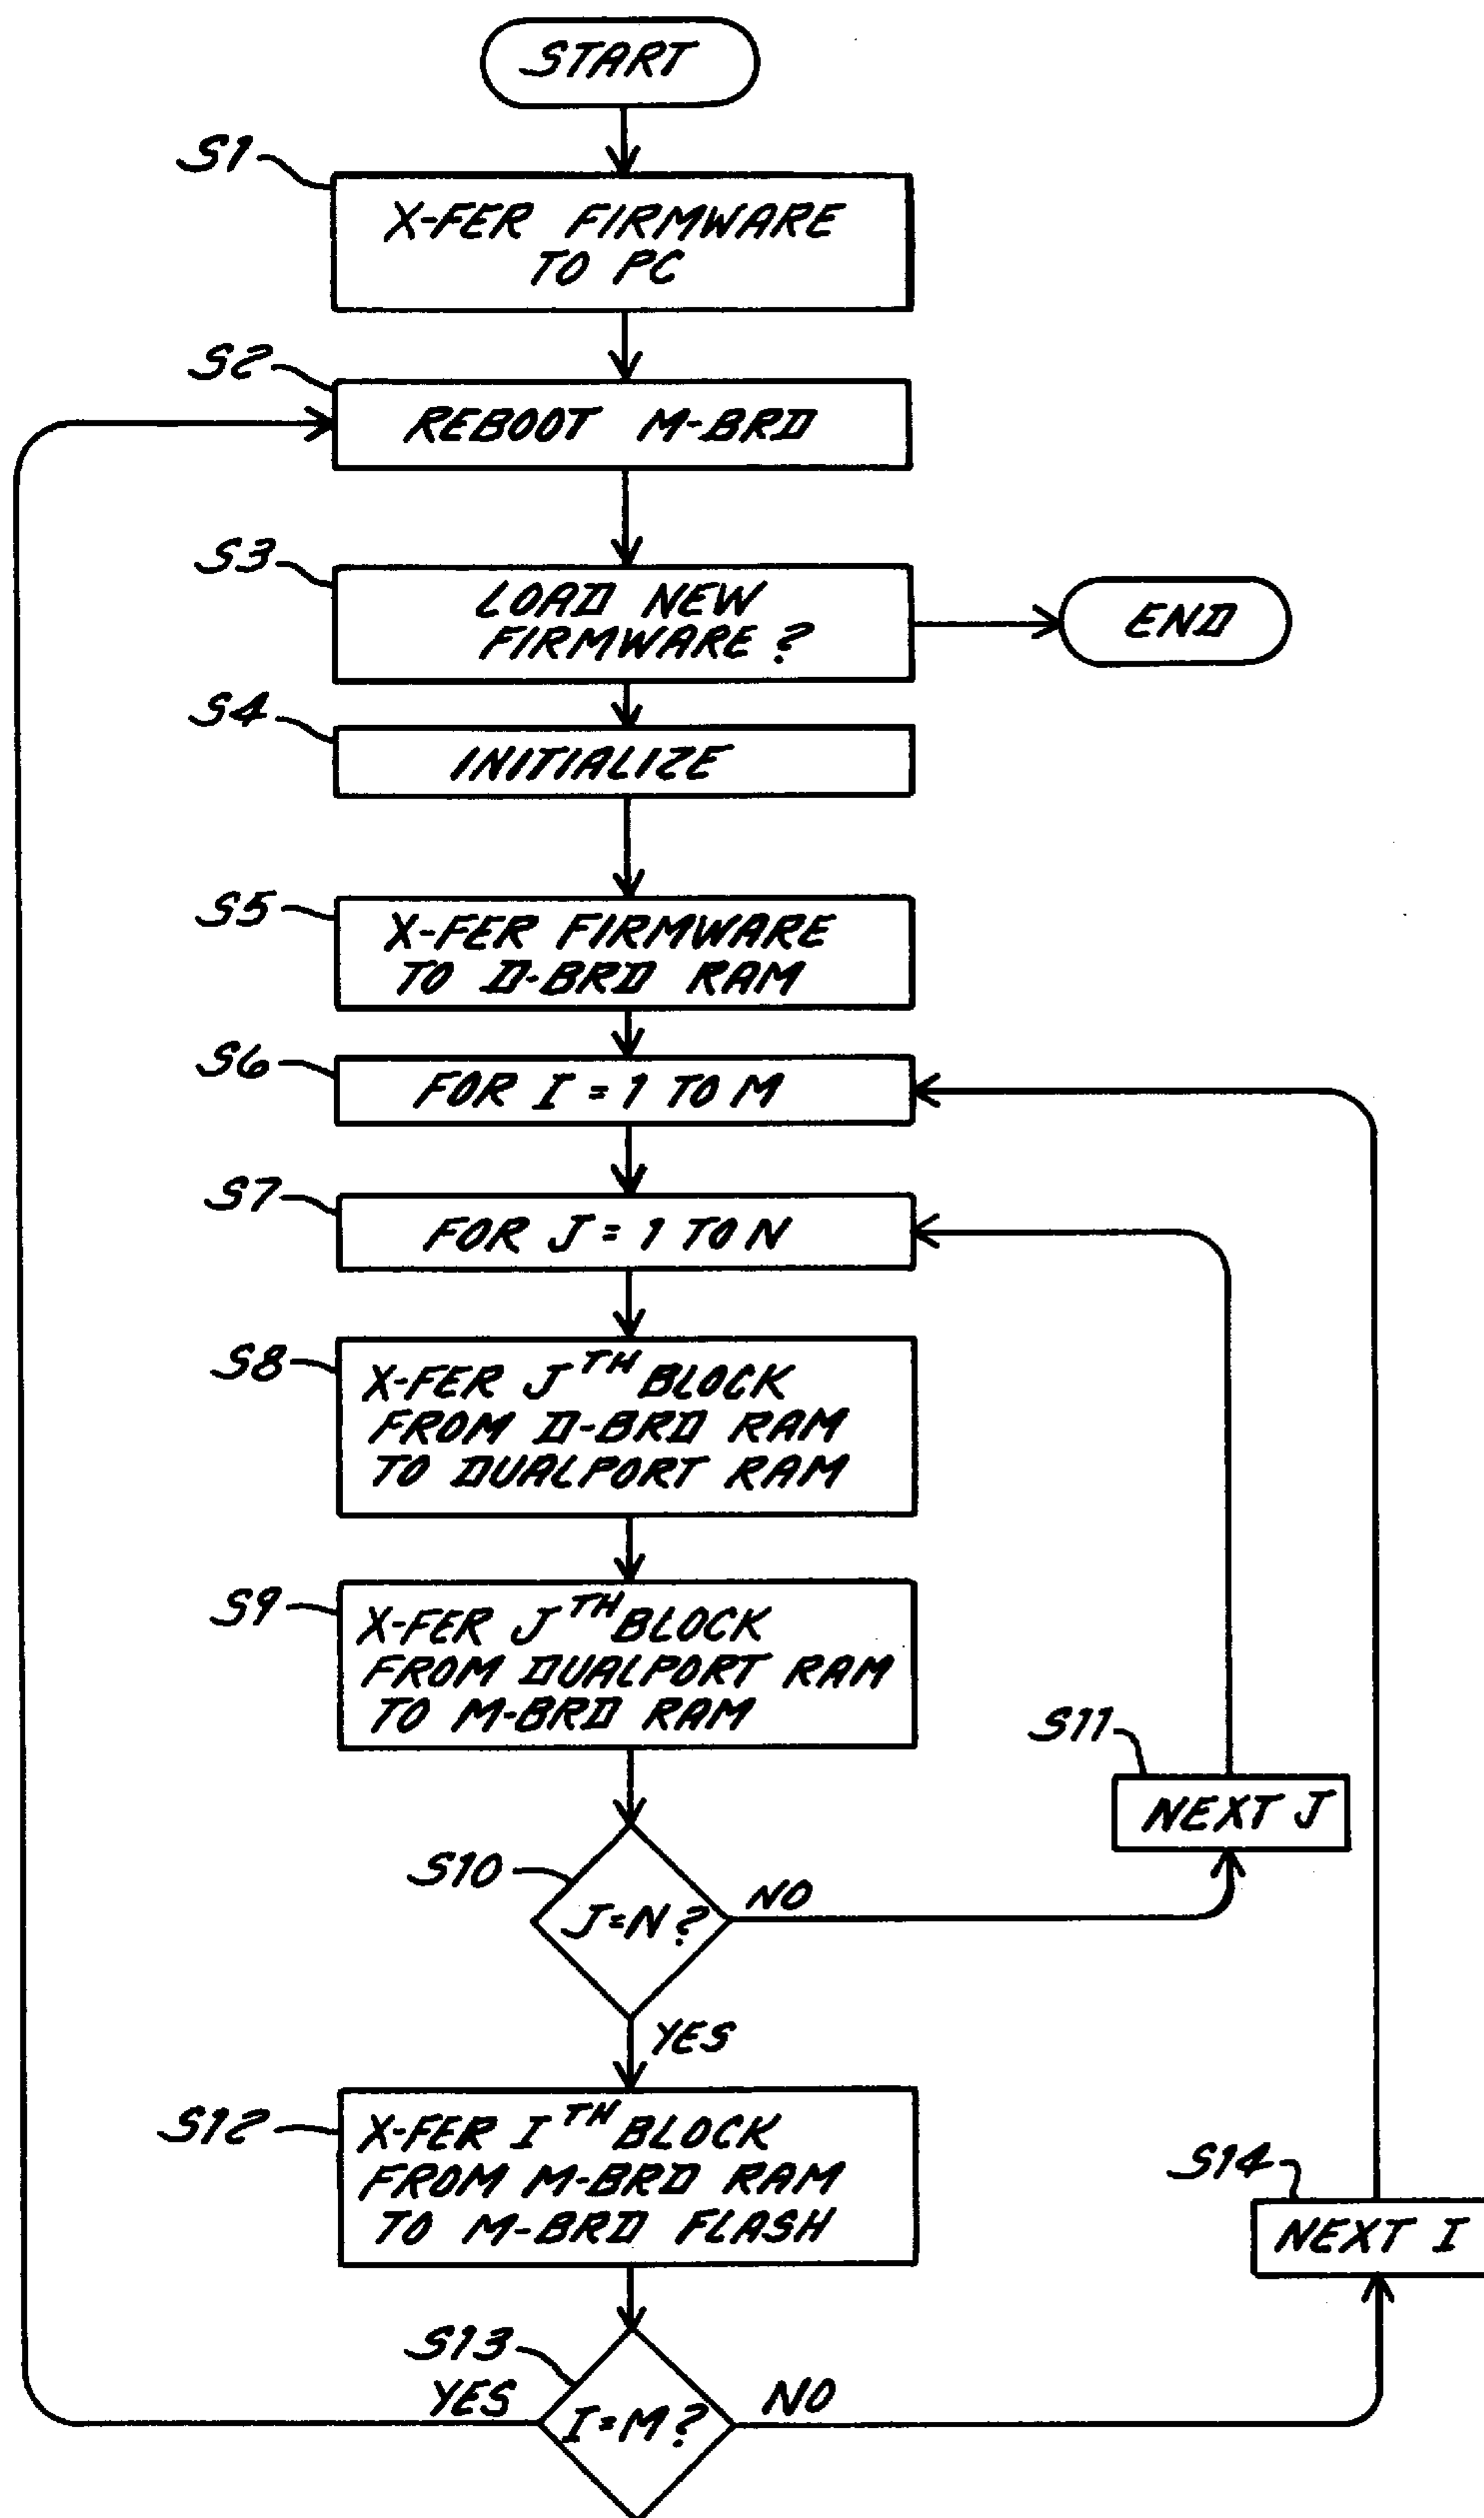 START
S1
X-FER FIRMWARE
TO PC
S2
REBOOT M-BRD
S3
LOAD NEW
FIRMWARE?
END
S4
INITIALIZE
S5
X-FER FIRMWARE
TO D-BRD RAM
S6
FOR I = 1 TO M
S7
FOR J = 1 TO N
S8
X-FER J TH BLOCK
FROM D-BRD RAM
TO DUALPORT RAM
S9
X-FER J TH BLOCK
FROM DUALPORT RAM
TO M-BRD RAM
S11
NEXT J
S10
J=N?
NO
YES
S12
X-FER I TH BLOCK
FROM M-BRD RAM
TO M-BRD FLASH
S14
NEXT I
S13
YES
I=M?
NO